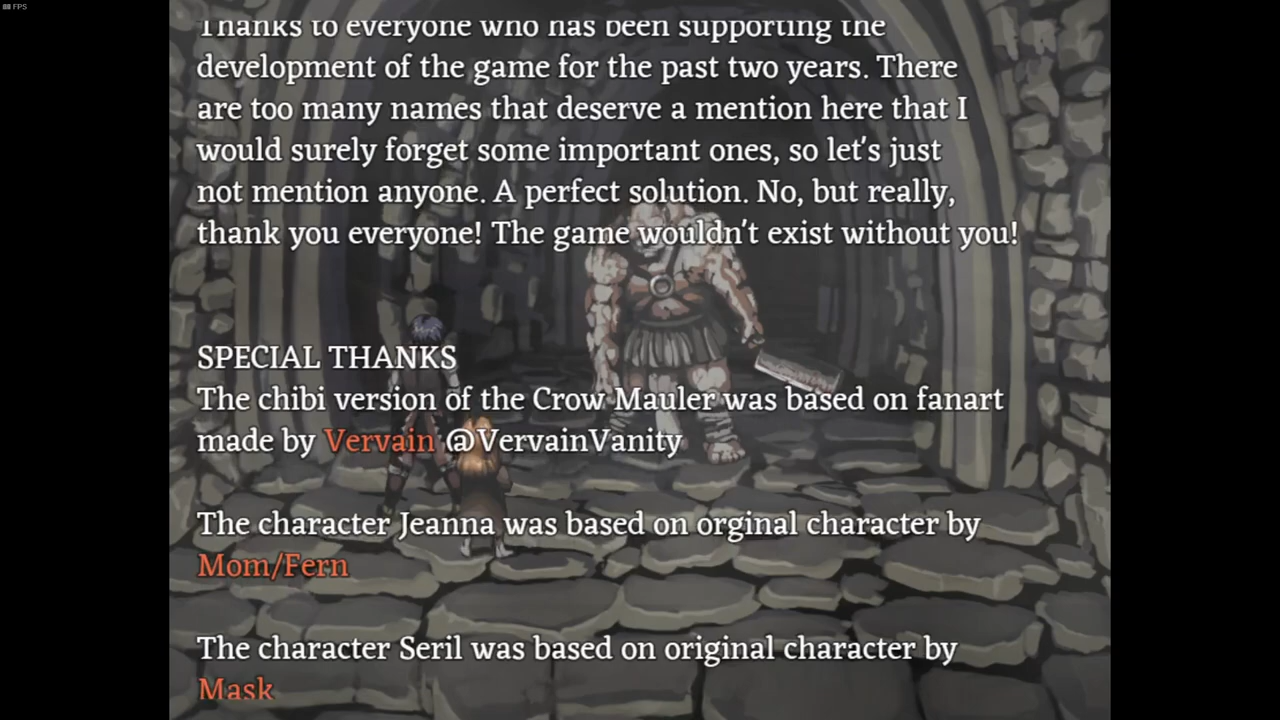 FPS
Thanks to everyone who has been supporting the
development of the game for the past two years. There
are too many names that deserve a mention here that I
would surely forget some important ones, so let's just
not mention anyone. A perfect solution. No, but really,
thank you everyone! The game wouldn't exist without you!
SPECIAL THANKS
The chibi version of the Crow Mauler was based on fanart
made by Vervain @VervainVanity
The character Jeanna was based on orginal character by
Mom/Fern
The character Seril was based on original character by
Mask